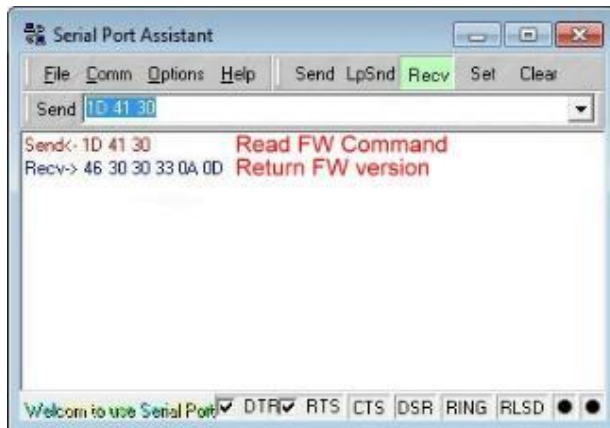 Serial Port Assistant
File Comm Options Help Send LpSnd Recv Set Clear
Send 1D 41 30
Send<- 1D 41 30 Read FW Command
Recv-> 46 30 30 33 0A 0D Return FW version
Welcom to use Serial Port DTR RTS CTS DSR RING RLSD